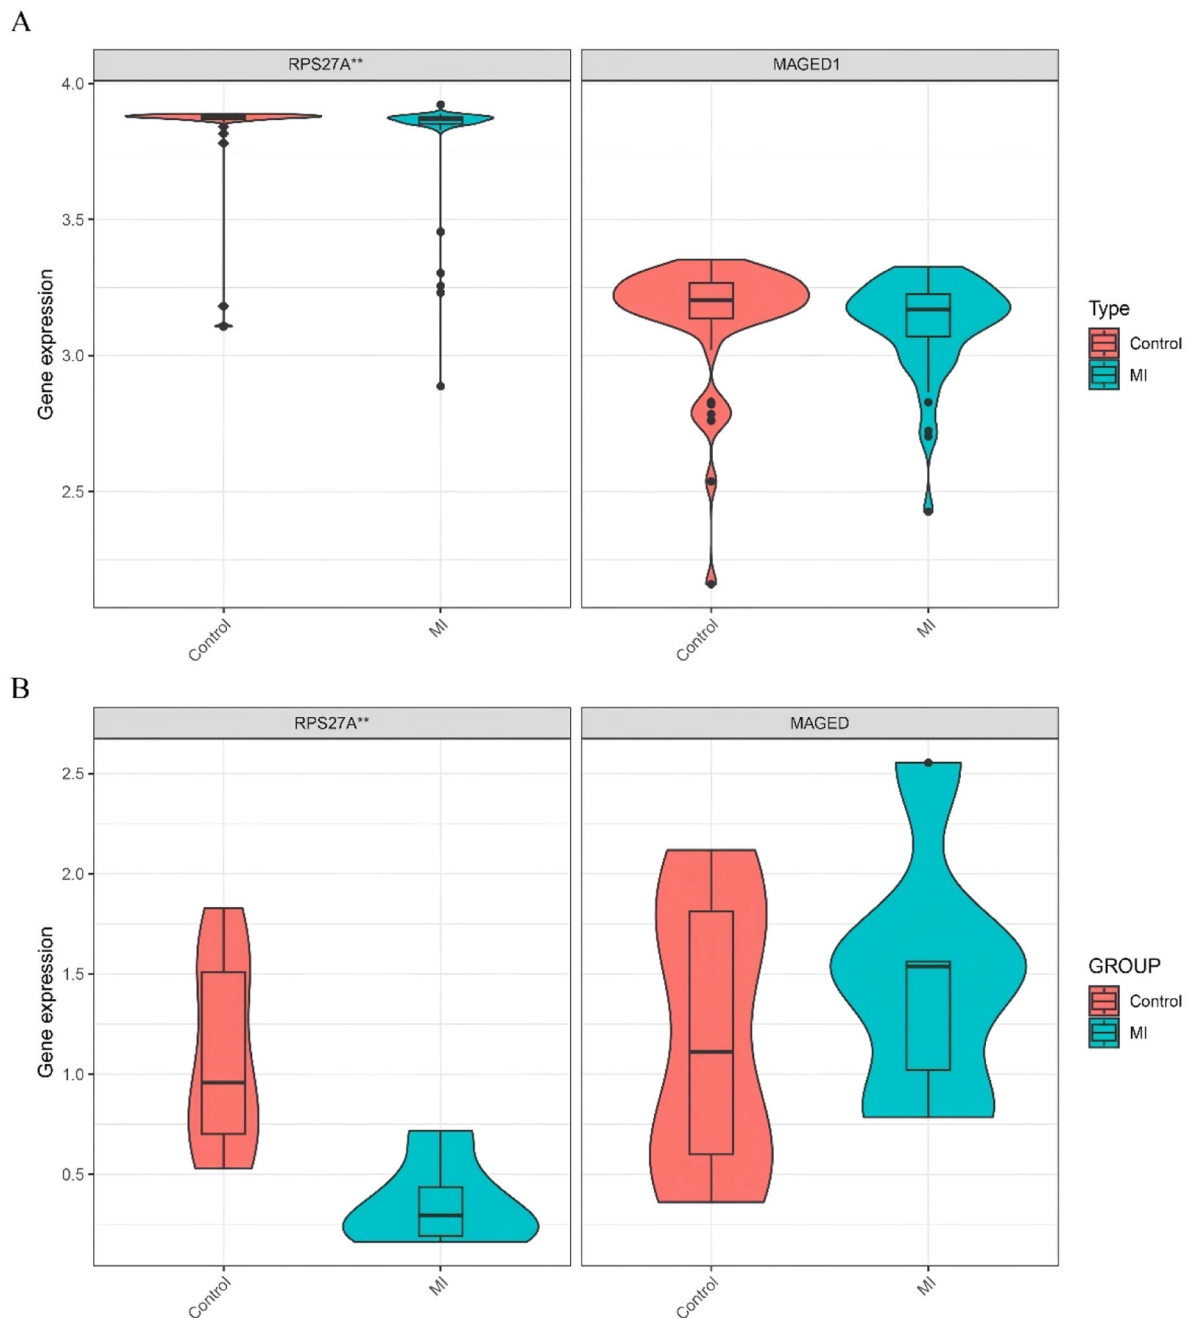 A
RPS27A**
MAGED1
4.0
3.5
3.0
2.5
Gene expression
Control
MI
Control
MI
Type
Control
MI
B
RPS27A**
MAGED
2.5
2.0
1.5
1.0
0.5
Gene expression
Control
MI
Control
MI
GROUP
Control
MI